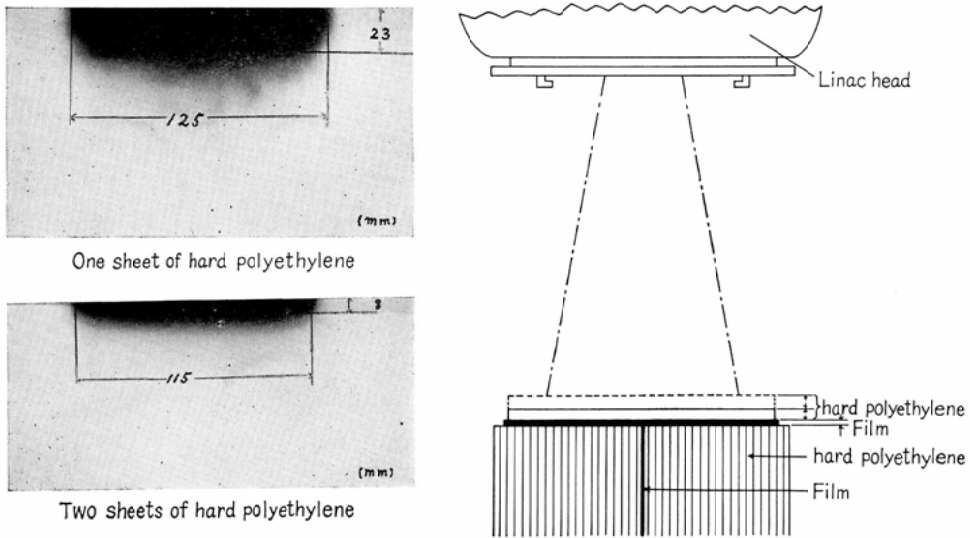 23
125
(mm)
One sheet of hard polyethylene
8
115
(mm)
Two sheets of hard polyethylene
Linac head
hard polyethylene
Film
hard polyethylene
Film